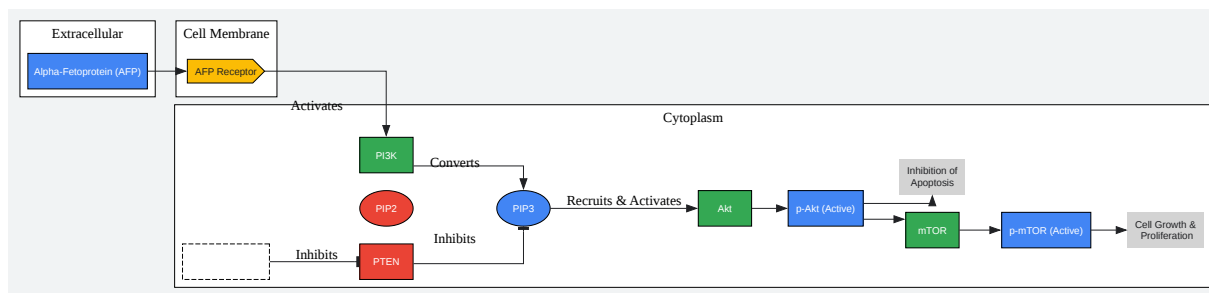 Extracellular
Cell Membrane
Alpha-Fetoprotein (AFP)
AFP Receptor
Activates
Cytoplasm
PI3K
Converts
Inhibition of
Apoptosis
PIP2
PIP3
Recruits & Activates
Akt
p-Akt (Active)
mTOR
p-mTOR (Active)
Cell Growth &
Proliferation
Inhibits
Inhibits
PTEN